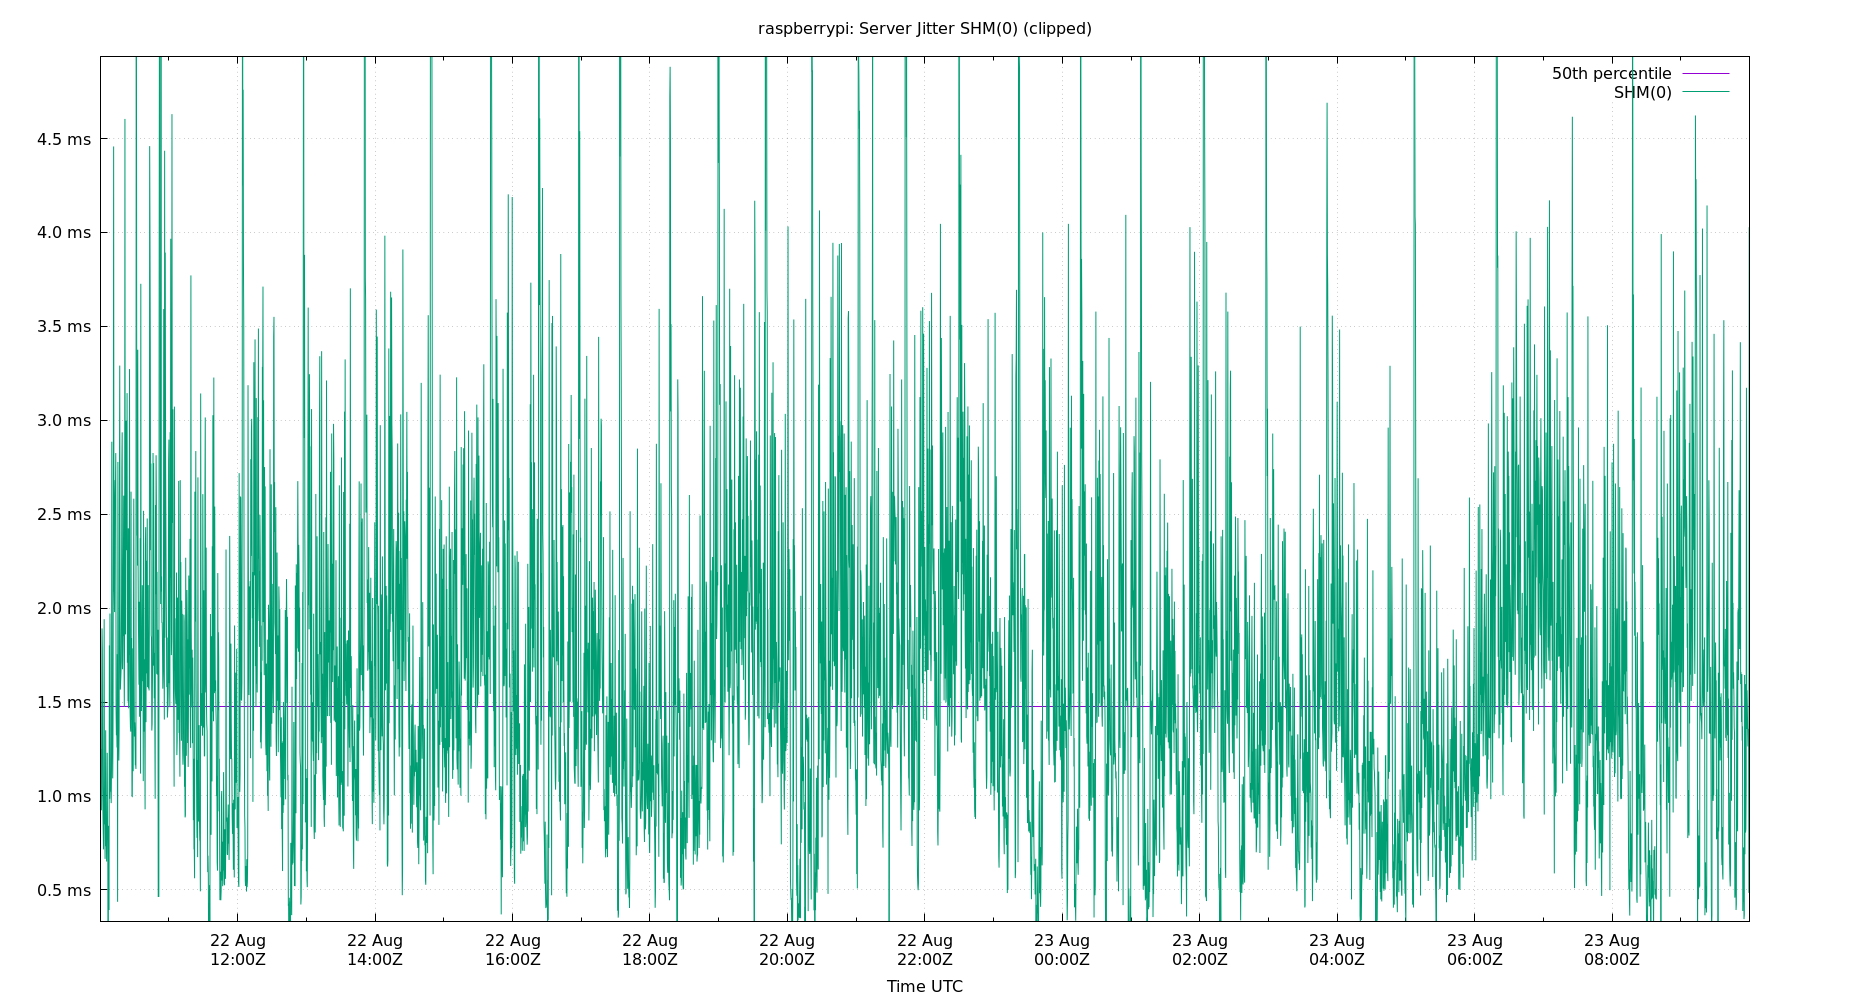 raspberrypi: Server Jitter SHM(0) (clipped)
50th percentile
SHM(0)
4.5 ms
4.0 ms
3.5 ms
3.0 ms
2.5 ms
2.0 ms
1.5 ms
1.0 ms
0.5 ms
22 Aug 22 Aug 22 Aug 22 Aug 22 Aug 22 Aug 23 Aug 23 Aug 23 Aug 23 Aug 23 Aug
12:00Z 14:00Z 16:00Z 18:00Z 20:00Z 22:00Z 00:00Z 02:00Z 04:00Z 06:00Z 08:00Z
Time UTC